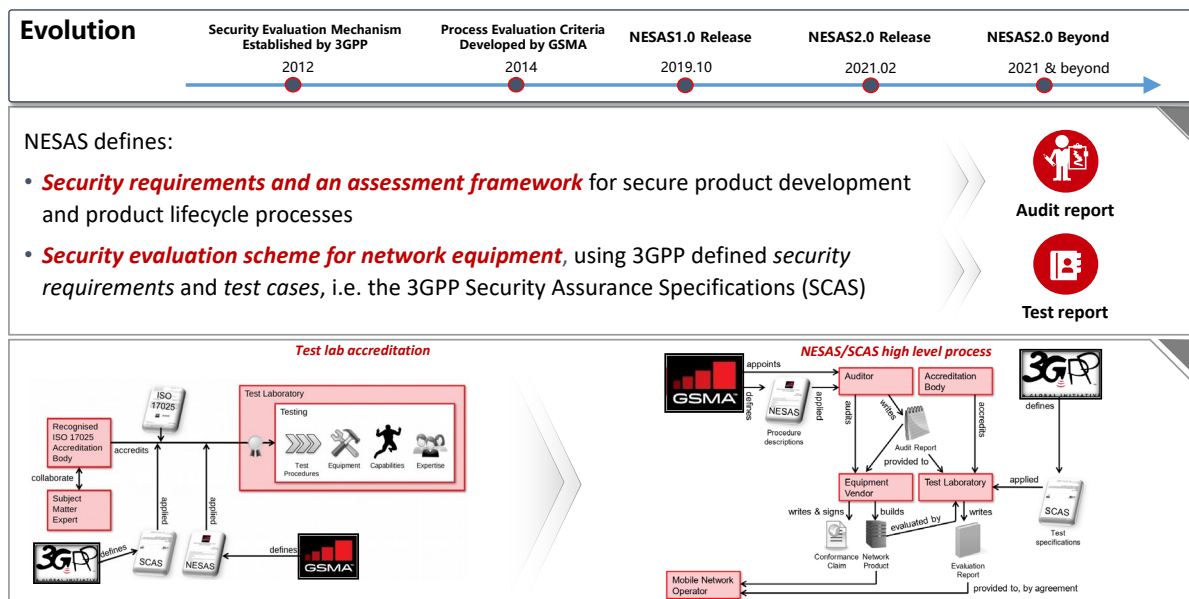 Evolution
Security Evaluation Mechanism
Established by 3GPP
2012
Process Evaluation Criteria
Developed by GSMA
2014
NESAS1.0 Release
2019.10
NESAS2.0 Release
2021.02
NESAS2.0 Beyond
2021 & beyond
NESAS defines:
• Security requirements and an assessment framework for secure product development
and product lifecycle processes
• Security evaluation scheme for network equipment, using 3GPP defined security
requirements and test cases, i.e. the 3GPP Security Assurance Specifications (SCAS)
Audit report
Test report
Test lab accreditation
ISO
17025
Recognised
ISO 17025
Accreditation
Body
accredits
collaborate
Subject
Matter
Expert
applied
applied
Test Laboratory
Testing
Test
Procedures
Equipment
Capabilities
Expertise
3GPP
A GLOBAL INITIATIVE
defines
SCAS
NESAS
defines
GSMA
NESAS/SCAS high level process
GSMA
appoints
defines
NESAS
Procedure
descriptions
applied
Auditor
Accreditation
Body
3GPP
A GLOBAL INITIATIVE
audits
writes
Audit Report
accredits
defines
provided to
Equipment
Vendor
Test Laboratory
applied
SCAS
Test
specifications
writes & signs
builds
evaluated by
writes
Conformance
Claim
Network
Product
Evaluation
Report
Mobile Network
Operator
provided to, by agreement